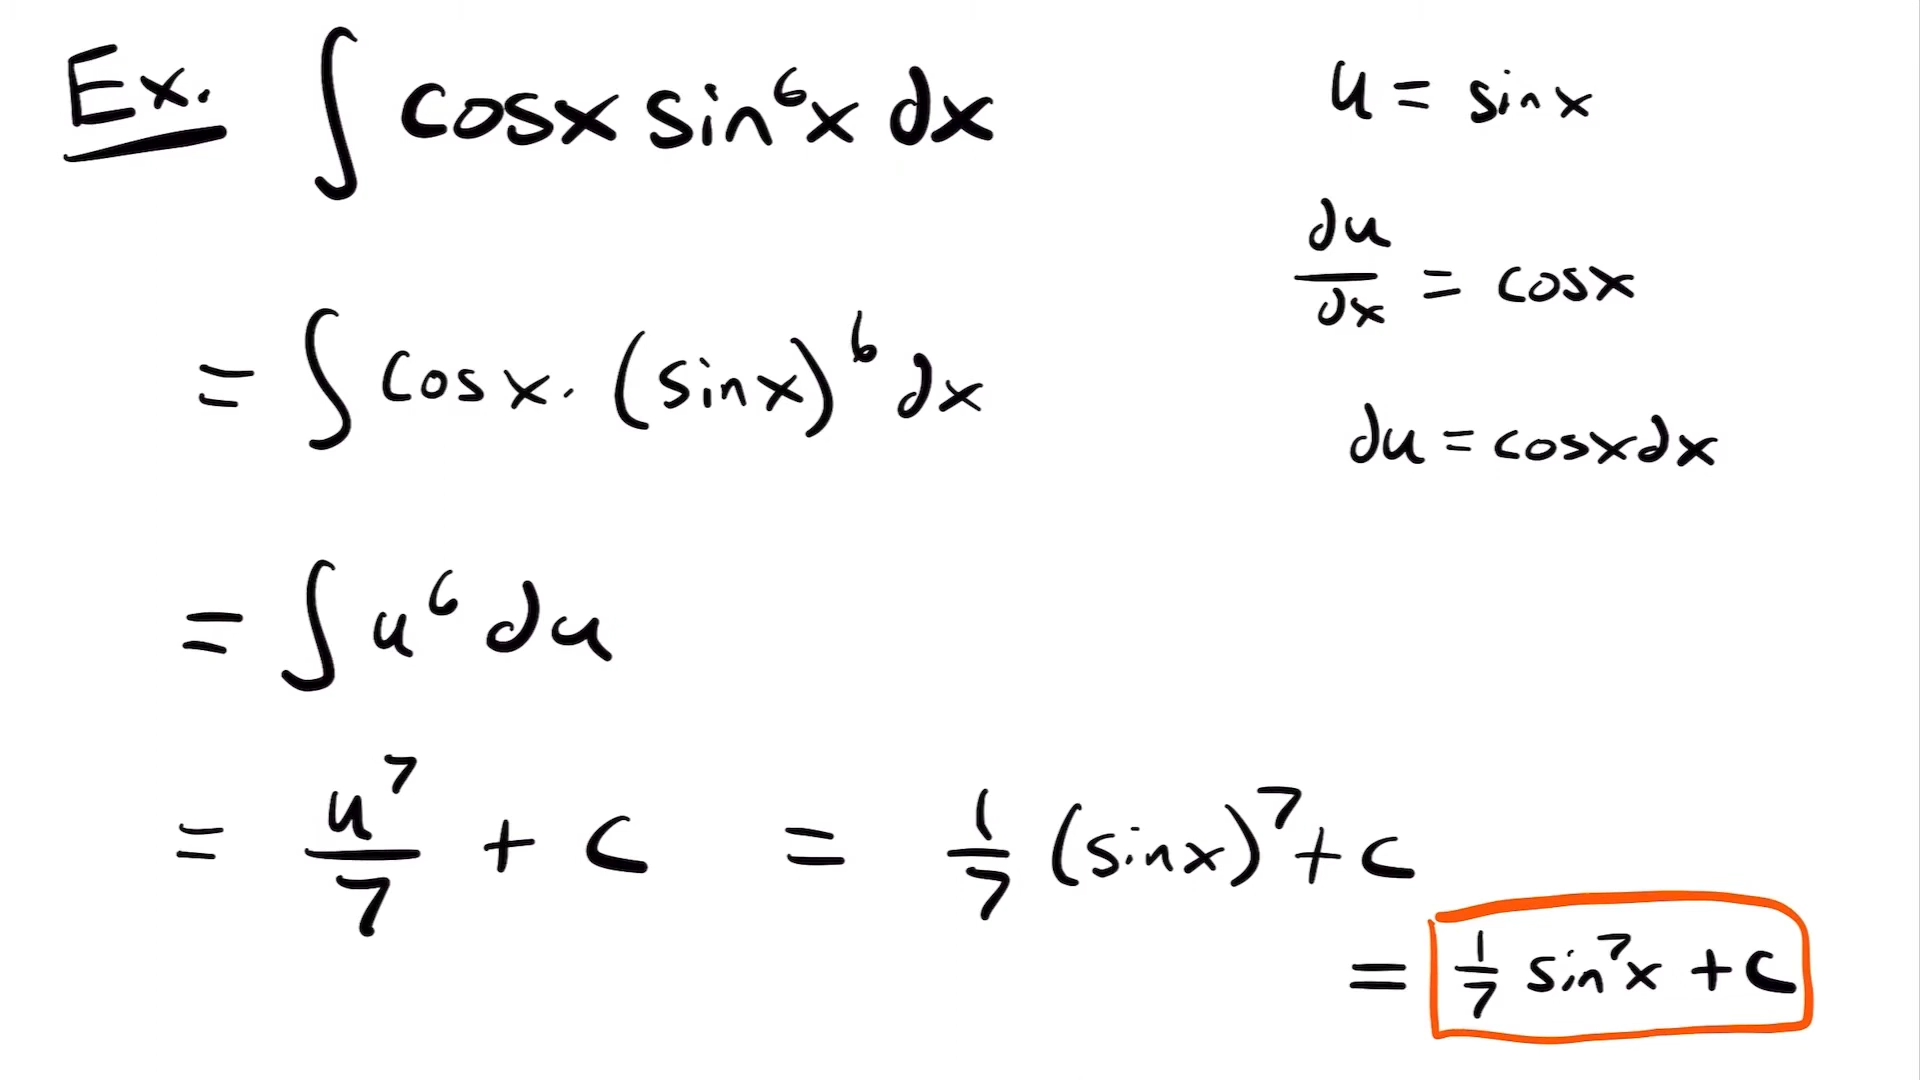 Ex. ∫ cosx sin⁶x dx
u = sinx
du/dx = cosx
= ∫ cosx · (sinx)⁶ dx
du = cosxdx
= ∫ u⁶ du
= u⁷/7 + C = 1/7 (sinx)⁷ + C
= 1/7 sin⁷x + C